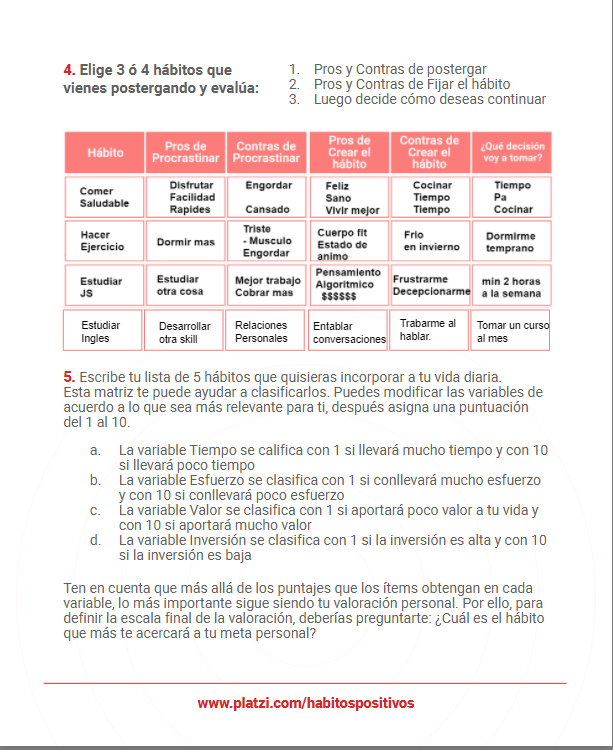 4. Elige 3 ó 4 hábitos que
vienes postergando y evalúa:
1. Pros y Contras de postergar
2. Pros y Contras de Fijar el hábito
3. Luego decide cómo deseas continuar
Hábito
Pros de
Procrastinar
Contras de
Procrastinar
Pros de
Crear el
hábito
Contras de
Crear el
hábito
¿Qué decisión
voy a tomar?
Comer
Saludable
Disfrutar
Facilidad
Rapides
Engordar
Cansado
Feliz
Sano
Vivir mejor
Cocinar
Tiempo
Tiempo
Tiempo
Pa
Cocinar
Hacer
Ejercicio
Dormir mas
Triste
- Musculo
Engordar
Cuerpo fit
Estado de
animo
Frio
en invierno
Dormirme
temprano
Estudiar
JS
Estudiar
otra cosa
Mejor trabajo
Cobrar mas
Pensamiento
Algoritmico
$$$$$$
Frustrarme
Decepcionarme
min 2 horas
a la semana
Estudiar
Ingles
Desarrollar
otra skill
Relaciones
Personales
Entablar
conversaciones
Trabarme al
hablar.
Tomar un curso
al mes
5. Escribe tu lista de 5 hábitos que quisieras incorporar a tu vida diaria.
Esta matriz te puede ayudar a clasificarlos. Puedes modificar las variables de
acuerdo a lo que sea más relevante para ti, después asigna una puntuación
del 1 al 10.
a. La variable Tiempo se califica con 1 si llevará mucho tiempo y con 10
si llevará poco tiempo
b. La variable Esfuerzo se clasifica con 1 si conllevará mucho esfuerzo
y con 10 si conllevará poco esfuerzo
c. La variable Valor se clasifica con 1 si aportará poco valor a tu vida y
con 10 si aportará mucho valor
d. La variable Inversión se clasifica con 1 si la inversión es alta y con 10
si la inversión es baja
Ten en cuenta que más allá de los puntajes que los ítems obtengan en cada
variable, lo más importante sigue siendo tu valoración personal. Por ello, para
definir la escala final de la valoración, deberías preguntarte: ¿Cuál es el hábito
que más te acercará a tu meta personal?
www.platzi.com/habitospositivos